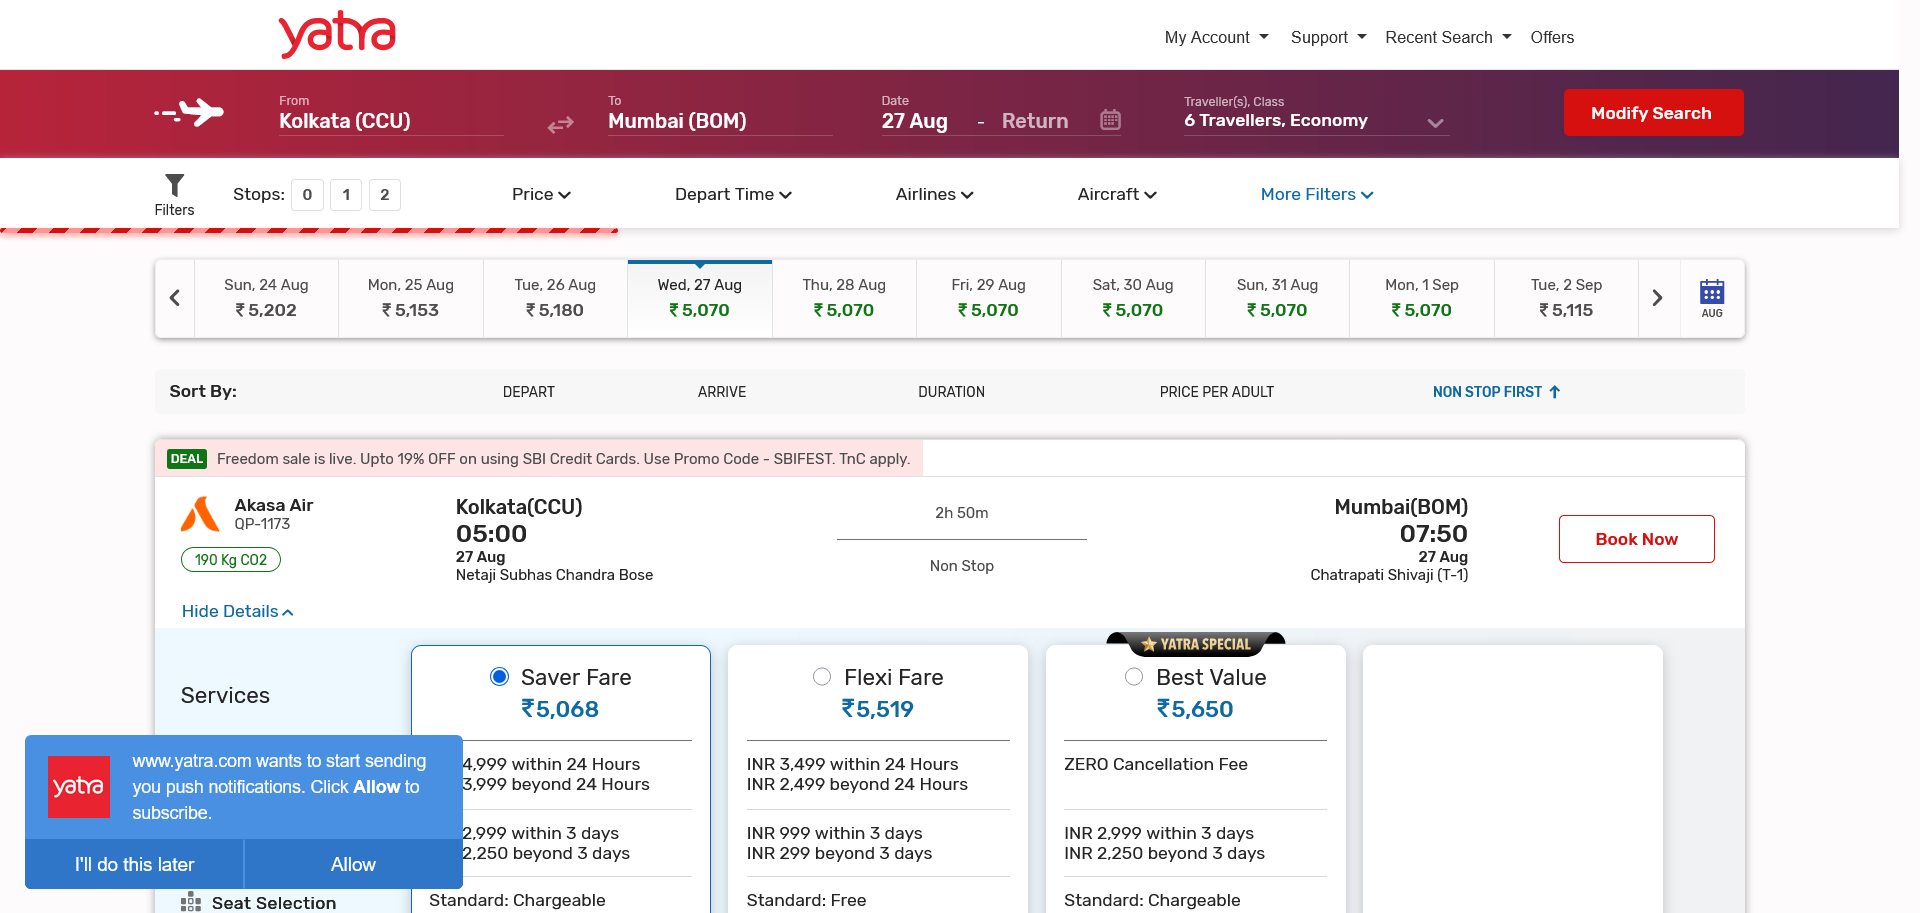 yatra
My Account
Support
Recent Search
Offers
From
Kolkata (CCU)
To
Mumbai (BOM)
Date
27 Aug - Return
Traveller(s), Class
6 Travellers, Economy
Modify Search
Filters
Stops: 0 1 2
Price
Depart Time
Airlines
Aircraft
More Filters
Sun, 24 Aug
₹ 5,202
Mon, 25 Aug
₹ 5,153
Tue, 26 Aug
₹ 5,180
Wed, 27 Aug
₹ 5,070
Thu, 28 Aug
₹ 5,070
Fri, 29 Aug
₹ 5,070
Sat, 30 Aug
₹ 5,070
Sun, 31 Aug
₹ 5,070
Mon, 1 Sep
₹ 5,070
Tue, 2 Sep
₹ 5,115
AUG
Sort By:
DEPART
ARRIVE
DURATION
PRICE PER ADULT
NON STOP FIRST
DEAL Freedom sale is live. Upto 19% OFF on using SBI Credit Cards. Use Promo Code - SBIFEST. TnC apply.
Akasa Air
QP-1173
190 Kg CO2
Kolkata(CCU)
05:00
27 Aug
Netaji Subhas Chandra Bose
2h 50m
Non Stop
Mumbai(BOM)
07:50
27 Aug
Chatrapati Shivaji (T-1)
Book Now
Hide Details
Services
Saver Fare
₹5,068
4,999 within 24 Hours
3,999 beyond 24 Hours
2,999 within 3 days
2,250 beyond 3 days
Standard: Chargeable
Flexi Fare
₹5,519
INR 3,499 within 24 Hours
INR 2,499 beyond 24 Hours
INR 999 within 3 days
INR 299 beyond 3 days
Standard: Free
YATRA SPECIAL
Best Value
₹5,650
ZERO Cancellation Fee
INR 2,999 within 3 days
INR 2,250 beyond 3 days
Standard: Chargeable
yatra
www.yatra.com wants to start sending
you push notifications. Click Allow to
subscribe.
I'll do this later
Allow
Seat Selection